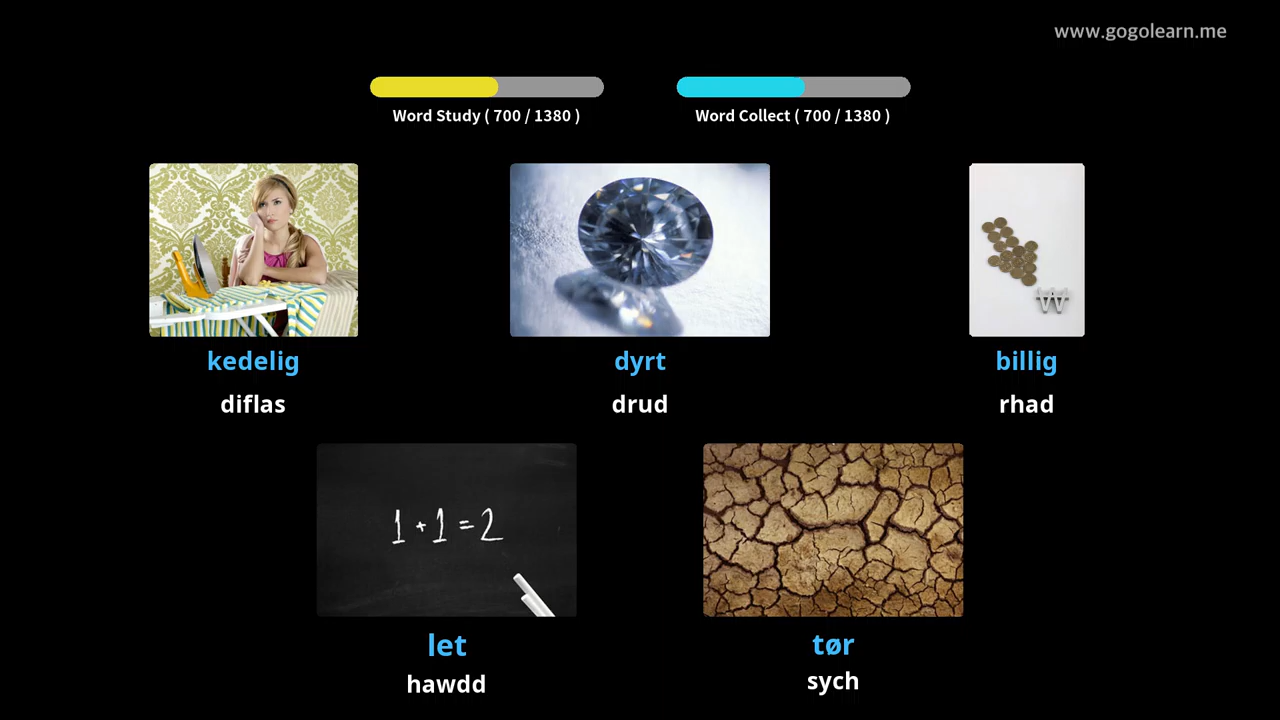 www.gogolearn.me
Word Study ( 700 / 1380 )
Word Collect ( 700 / 1380 )
kedelig
diflas
dyrt
drud
billig
rhad
1 + 1 = 2
let
hawdd
tør
sych